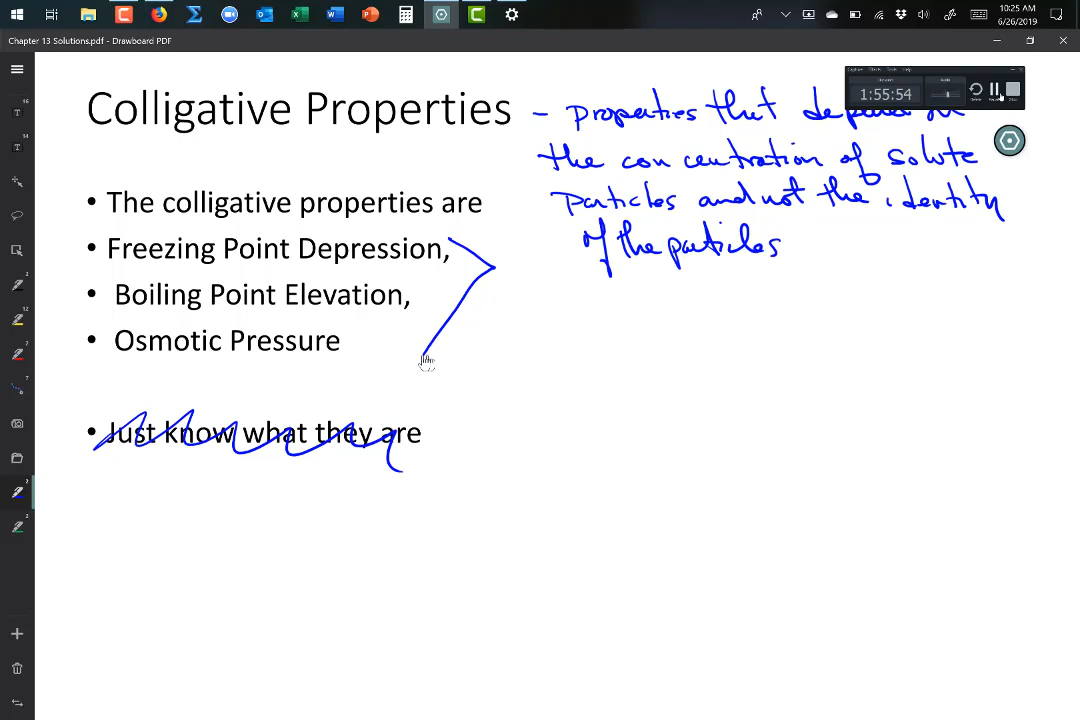 10:25 AM
6/26/2019
Chapter 13 Solutions.pdf - Drawboard PDF
1:55:54
Colligative Properties
- properties that depend on
the concentration of solute
particles and not the identity
of the particles
• The colligative properties are
• Freezing Point Depression,
• Boiling Point Elevation,
• Osmotic Pressure
• Just know what they are